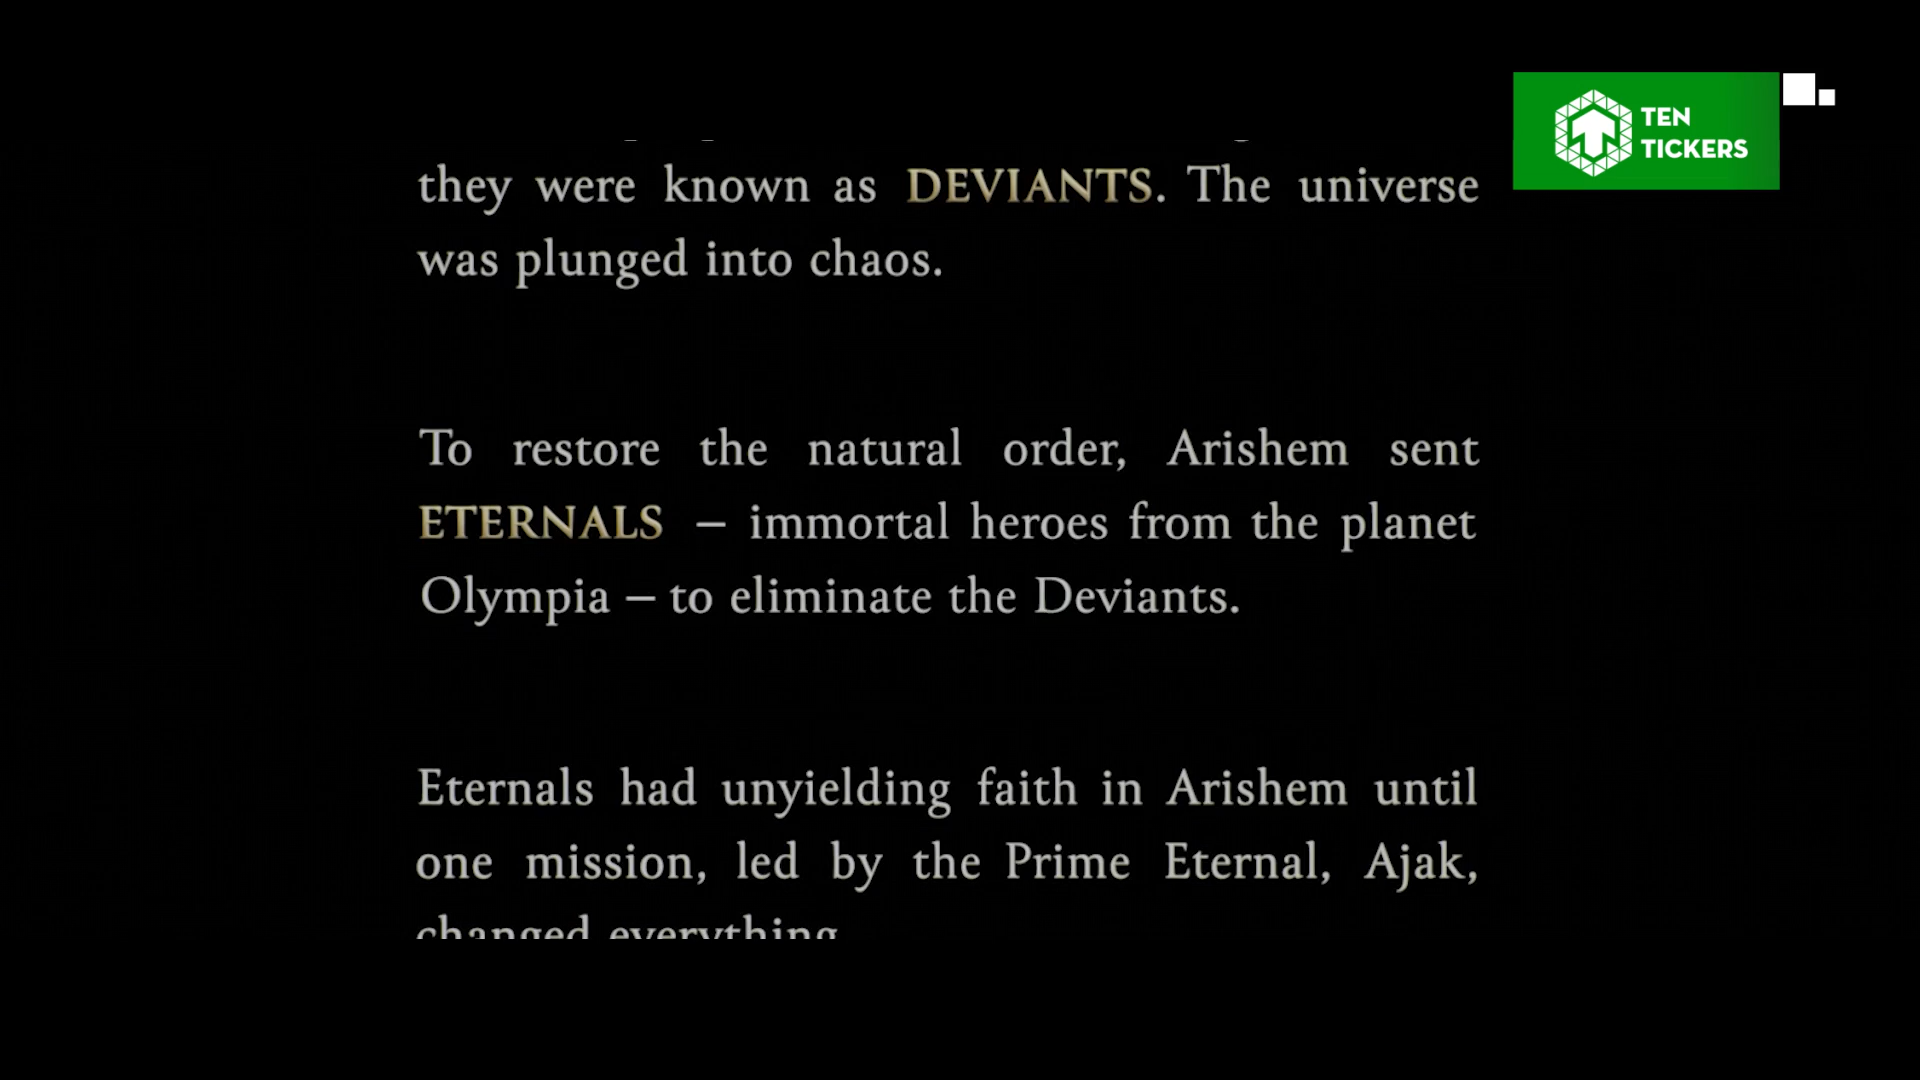 they were known as DEVIANTS. The universe
was plunged into chaos.
To restore the natural order, Arishem sent
ETERNALS – immortal heroes from the planet
Olympia – to eliminate the Deviants.
Eternals had unyielding faith in Arishem until
one mission, led by the Prime Eternal, Ajak,
changed everything
TEN
TICKERS